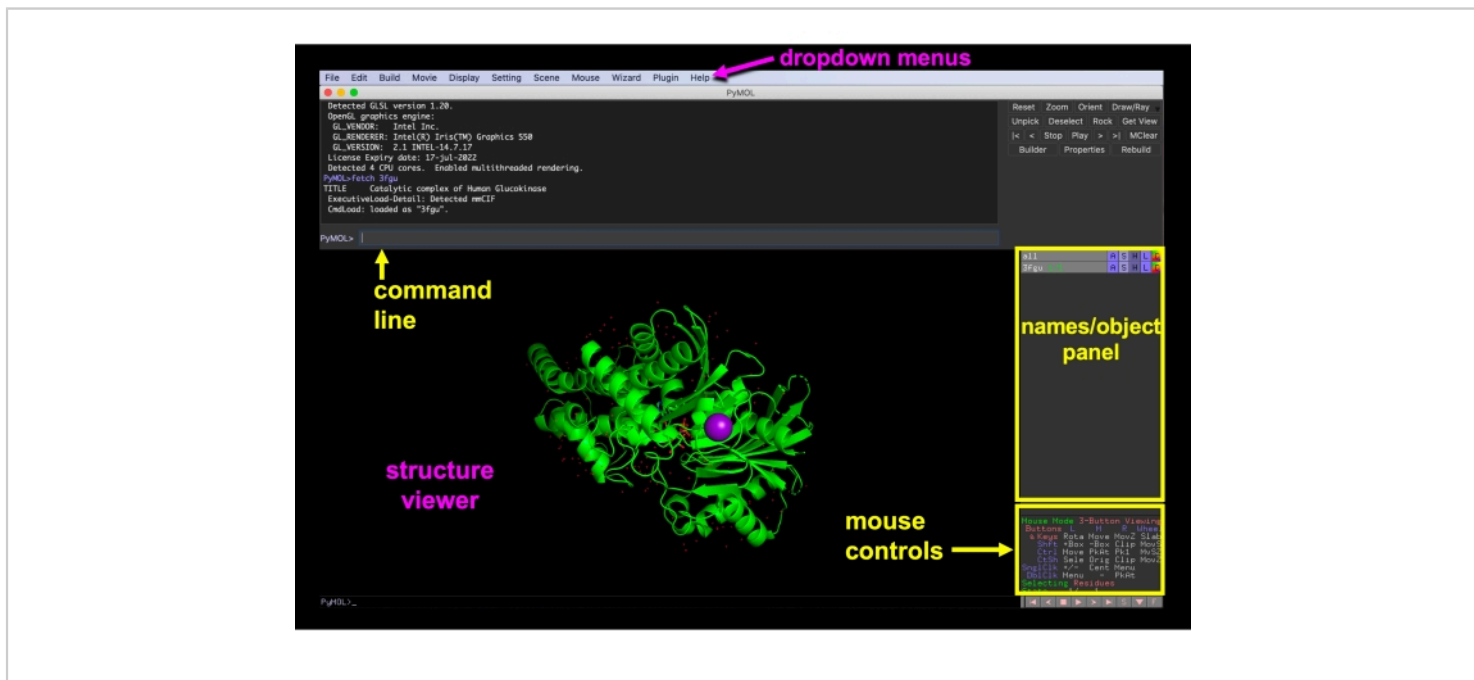 dropdown menus
File Edit Build Movie Display Setting Scene Mouse Wizard Plugin Help
PyMOL
Detected GLSL version 1.20.
OpenGL graphics engine:
GL_VENDOR: Intel Inc.
GL_RENDERER: Intel(R) Iris(TM) Graphics 550
GL_VERSION: 2.1 INTEL-14.7.17
License Expiry date: 17-jul-2022
Detected 4 CPU cores. Enabled multithreaded rendering.
PyMOL>fetch 3fgu
TITLE Catalytic complex of Human Glucokinase
ExecutiveLoad-Detail: Detected mmCIF
CmdLoad: loaded as "3fgu".
Reset Zoom Orient Draw/Ray
Unpick Deselect Rock Get View
|< < Stop Play > >| MClear
Builder Properties Rebuild
PyMOL>
all A S H L
3fgu A S H L
command
line
names/object
panel
structure
viewer
mouse
controls
Mouse Mode 3-Button Viewing
Buttons L M R Whee
& Keys Rota Move MovZ Slab
Shft +Box -Box Clip MovS
Ctrl Move PkAt Pk1 MvSZ
CtSh Sele Orig Clip MovZ
SnglClk +/- Cent Menu
DblClk Menu - PkAt
Selecting Residues
PyMOL>_